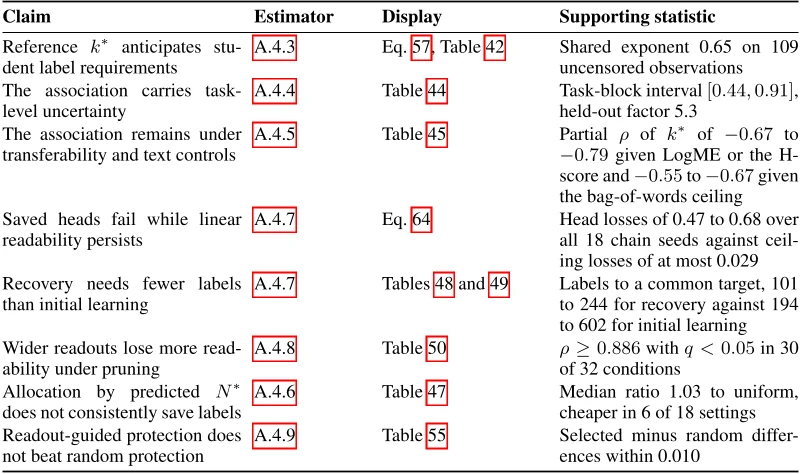 Claim Estimator Display Supporting statistic
Reference k* anticipates stu- A.4.3 Eq. 57, Table 42 Shared exponent 0.65 on 109
dent label requirements uncensored observations
The association carries task- A.4.4 Table 44 Task-block interval [0.44, 0.91],
level uncertainty held-out factor 5.3
The association remains under A.4.5 Table 45 Partial ρ of k* of −0.67 to
transferability and text controls −0.79 given LogME or the H-
score and −0.55 to −0.67 given
the bag-of-words ceiling
Saved heads fail while linear A.4.7 Eq. 64 Head losses of 0.47 to 0.68 over
readability persists all 18 chain seeds against ceil-
ing losses of at most 0.029
Recovery needs fewer labels A.4.7 Tables 48 and 49 Labels to a common target, 101
than initial learning to 244 for recovery against 194
to 602 for initial learning
Wider readouts lose more read- A.4.8 Table 50 ρ ≥ 0.886 with q < 0.05 in 30
ability under pruning of 32 conditions
Allocation by predicted N* A.4.6 Table 47 Median ratio 1.03 to uniform,
does not consistently save labels cheaper in 6 of 18 settings
Readout-guided protection does A.4.9 Table 55 Selected minus random differ-
not beat random protection ences within 0.010